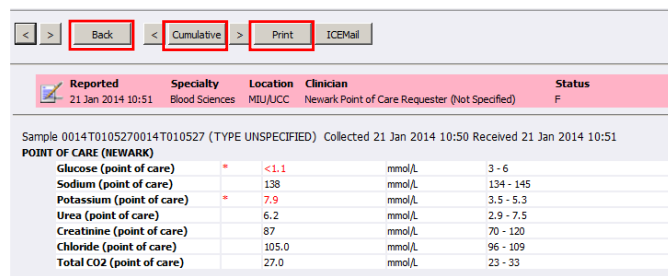 < > Back < Cumulative > Print ICEMail
Reported Specialty Location Clinician Status
21 Jan 2014 10:51 Blood Sciences MIU/UCC Newark Point of Care Requester (Not Specified) F
Sample 0014T0105270014T010527 (TYPE UNSPECIFIED) Collected 21 Jan 2014 10:50 Received 21 Jan 2014 10:51
POINT OF CARE (NEWARK)
Glucose (point of care) * <1.1 mmol/L 3 - 6
Sodium (point of care) 138 mmol/L 134 - 145
Potassium (point of care) * 7.9 mmol/L 3.5 - 5.3
Urea (point of care) 6.2 mmol/L 2.9 - 7.5
Creatinine (point of care) 87 mmol/L 70 - 120
Chloride (point of care) 105.0 mmol/L 96 - 109
Total CO2 (point of care) 27.0 mmol/L 23 - 33